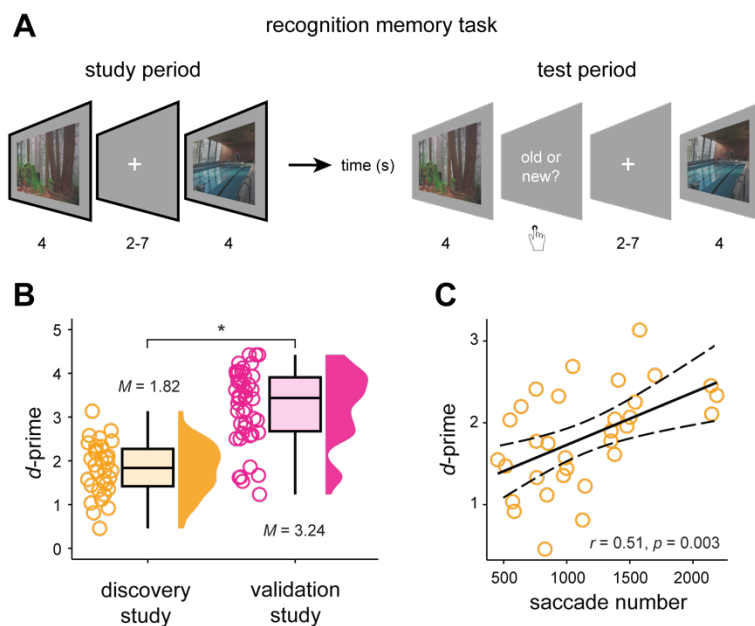 A
recognition memory task
study period
test period
+
time (s)
old or
new?
+
4
2-7
4
4
2-7
4
B
d-prime
5
4
3
2
1
0
*
M = 1.82
M = 3.24
discovery
study
validation
study
C
d-prime
3
2
1
r = 0.51, p = 0.003
500
1000
1500
2000
saccade number